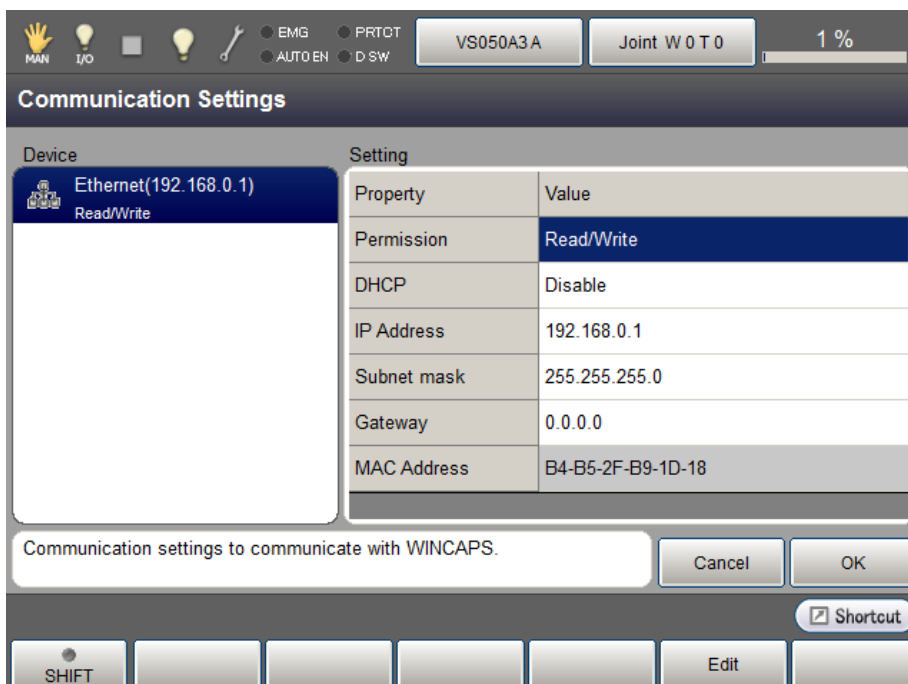 MAN
I/O
EMG
AUTO EN
PRTCT
D SW
VS050A3 A
Joint W 0 T 0
1 %
Communication Settings
Device
Ethernet(192.168.0.1)
Read/Write
Setting
Property Value
Permission Read/Write
DHCP Disable
IP Address 192.168.0.1
Subnet mask 255.255.255.0
Gateway 0.0.0.0
MAC Address B4-B5-2F-B9-1D-18
Communication settings to communicate with WINCAPS.
Cancel
OK
Shortcut
SHIFT
Edit